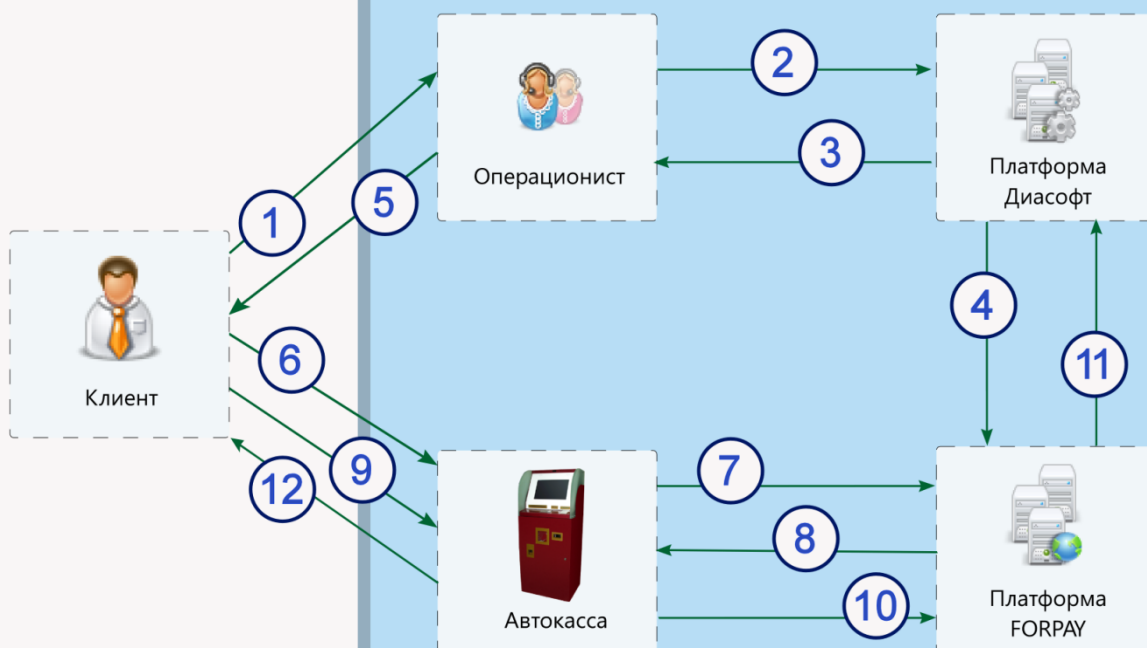 2
3
Операционист
Платформа
Диасофт
1
5
4
11
Клиент
6
9
12
7
8
10
Автокасса
Платформа
FORPAY